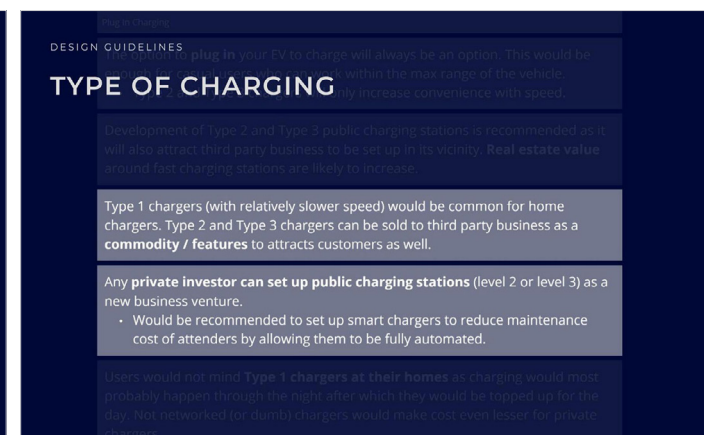 Plug In Charging
DESIGN GUIDELINES
The option to plug in your EV to charge will always be an option. This would be
work within the max range of the vehicle.
TYPE OF CHARGING
only increase convenience with speed.
Development of Type 2 and Type 3 public charging stations is recommended as it
will also attract third party business to be set up in its vicinity. Real estate value
around fast charging stations are likely to increase.
Type 1 chargers (with relatively slower speed) would be common for home
chargers. Type 2 and Type 3 chargers can be sold to third party business as a
commodity / features to attracts customers as well.
Any private investor can set up public charging stations (level 2 or level 3) as a
new business venture.
• Would be recommended to set up smart chargers to reduce maintenance
cost of attenders by allowing them to be fully automated.
Users would not mind Type 1 chargers at their homes as charging would most
probably happen through the night after which they would be topped up for the
day. Not networked (or dumb) chargers would make cost even lesser for private
chargers.